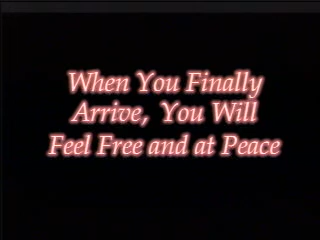 When You Finally
Arrive, You Will
Feel Free and at Peace